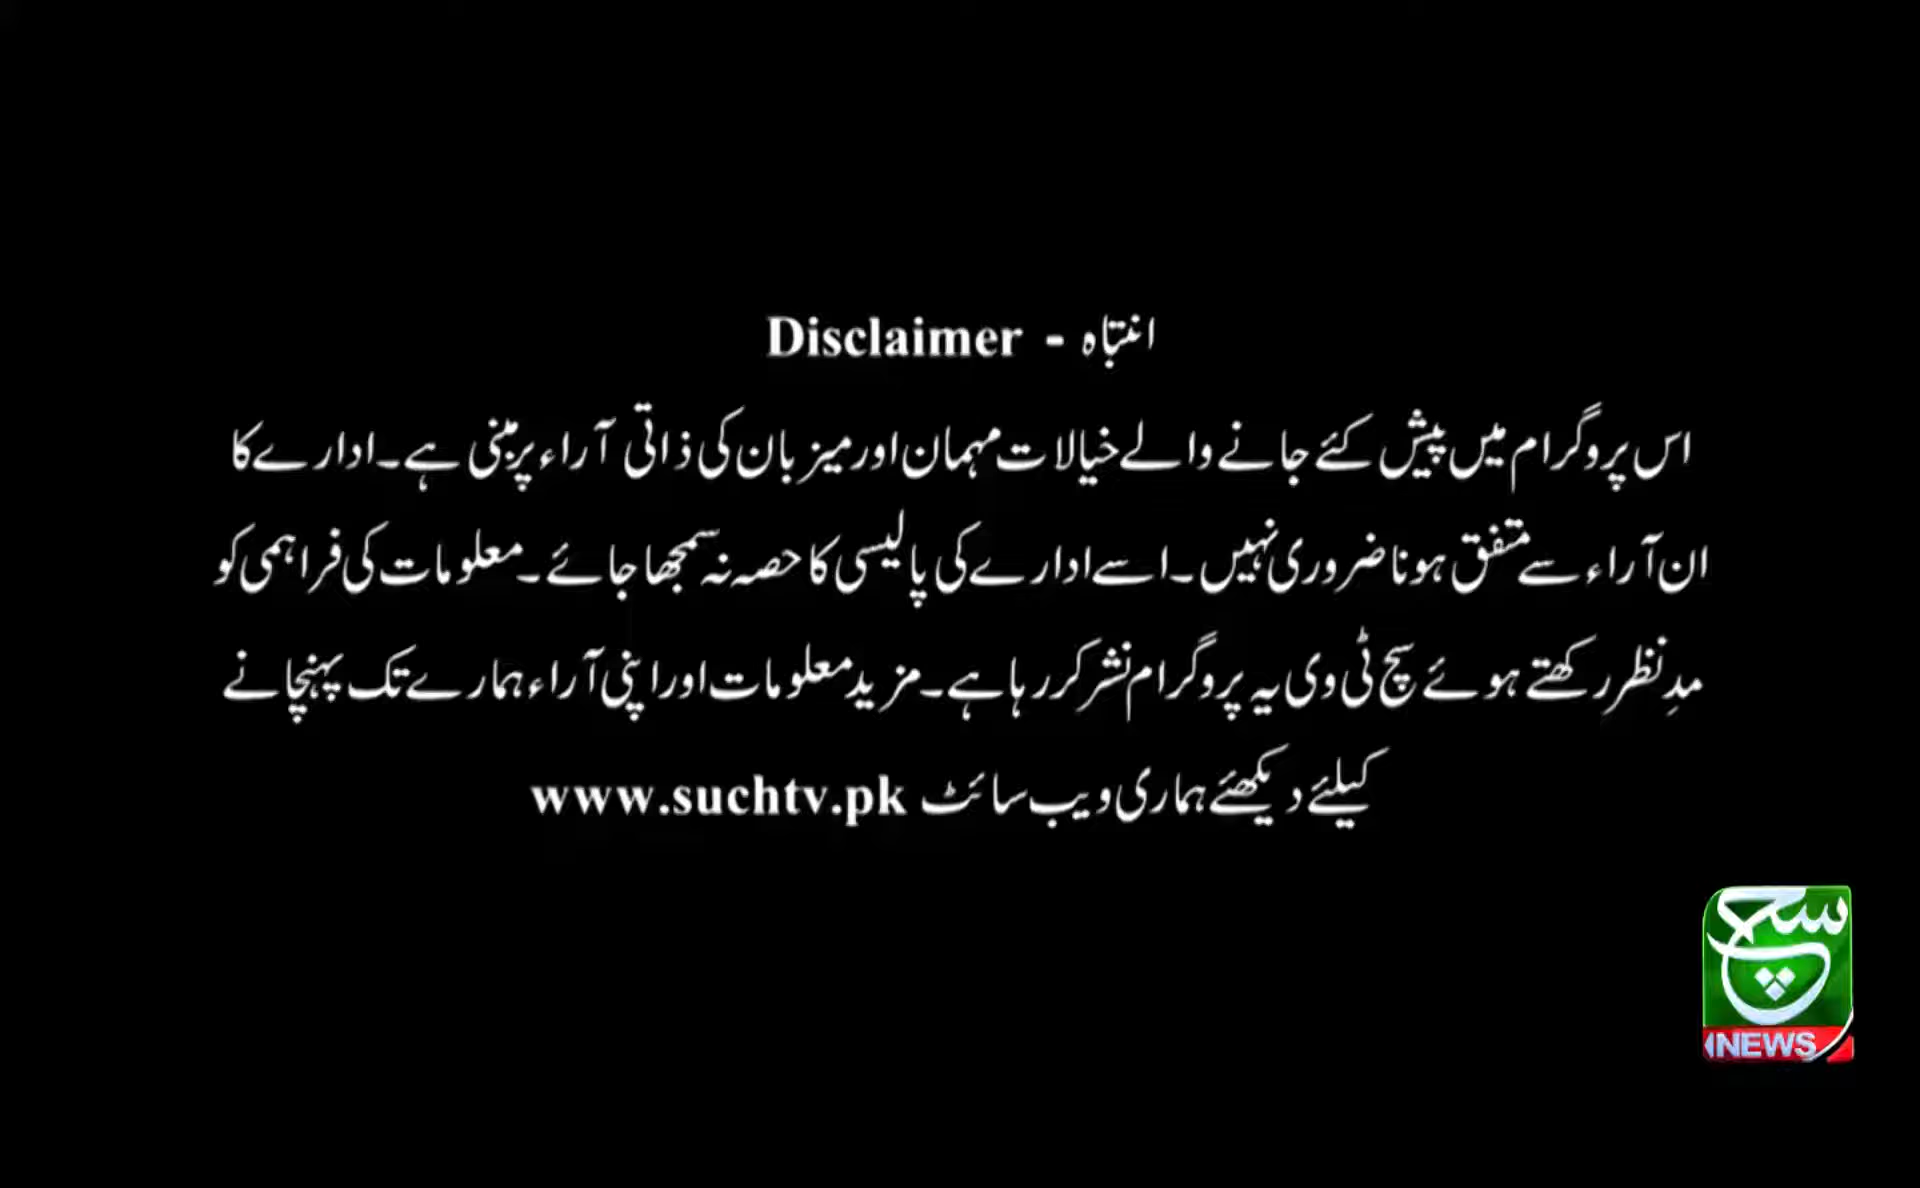 انتباہ - Disclaimer
اس پروگرام میں پیش کئے جانے والے خیالات مہمان اور میزبان کی ذاتی آراء پر مبنی ہے۔ ادارے کا
ان آراء سے متفق ہونا ضروری نہیں۔ اسے ادارے کی پالیسی کا حصہ نہ سمجھا جائے۔ معلومات کی فراہمی کو
مدِنظر رکھتے ہوئے سچ ٹی وی یہ پروگرام نشر کر رہا ہے۔ مزید معلومات اور اپنی آراء ہمارے تک پہنچانے
کیلئے دیکھئے ہماری ویب سائٹ www.suchtv.pk
سچ
NEWS